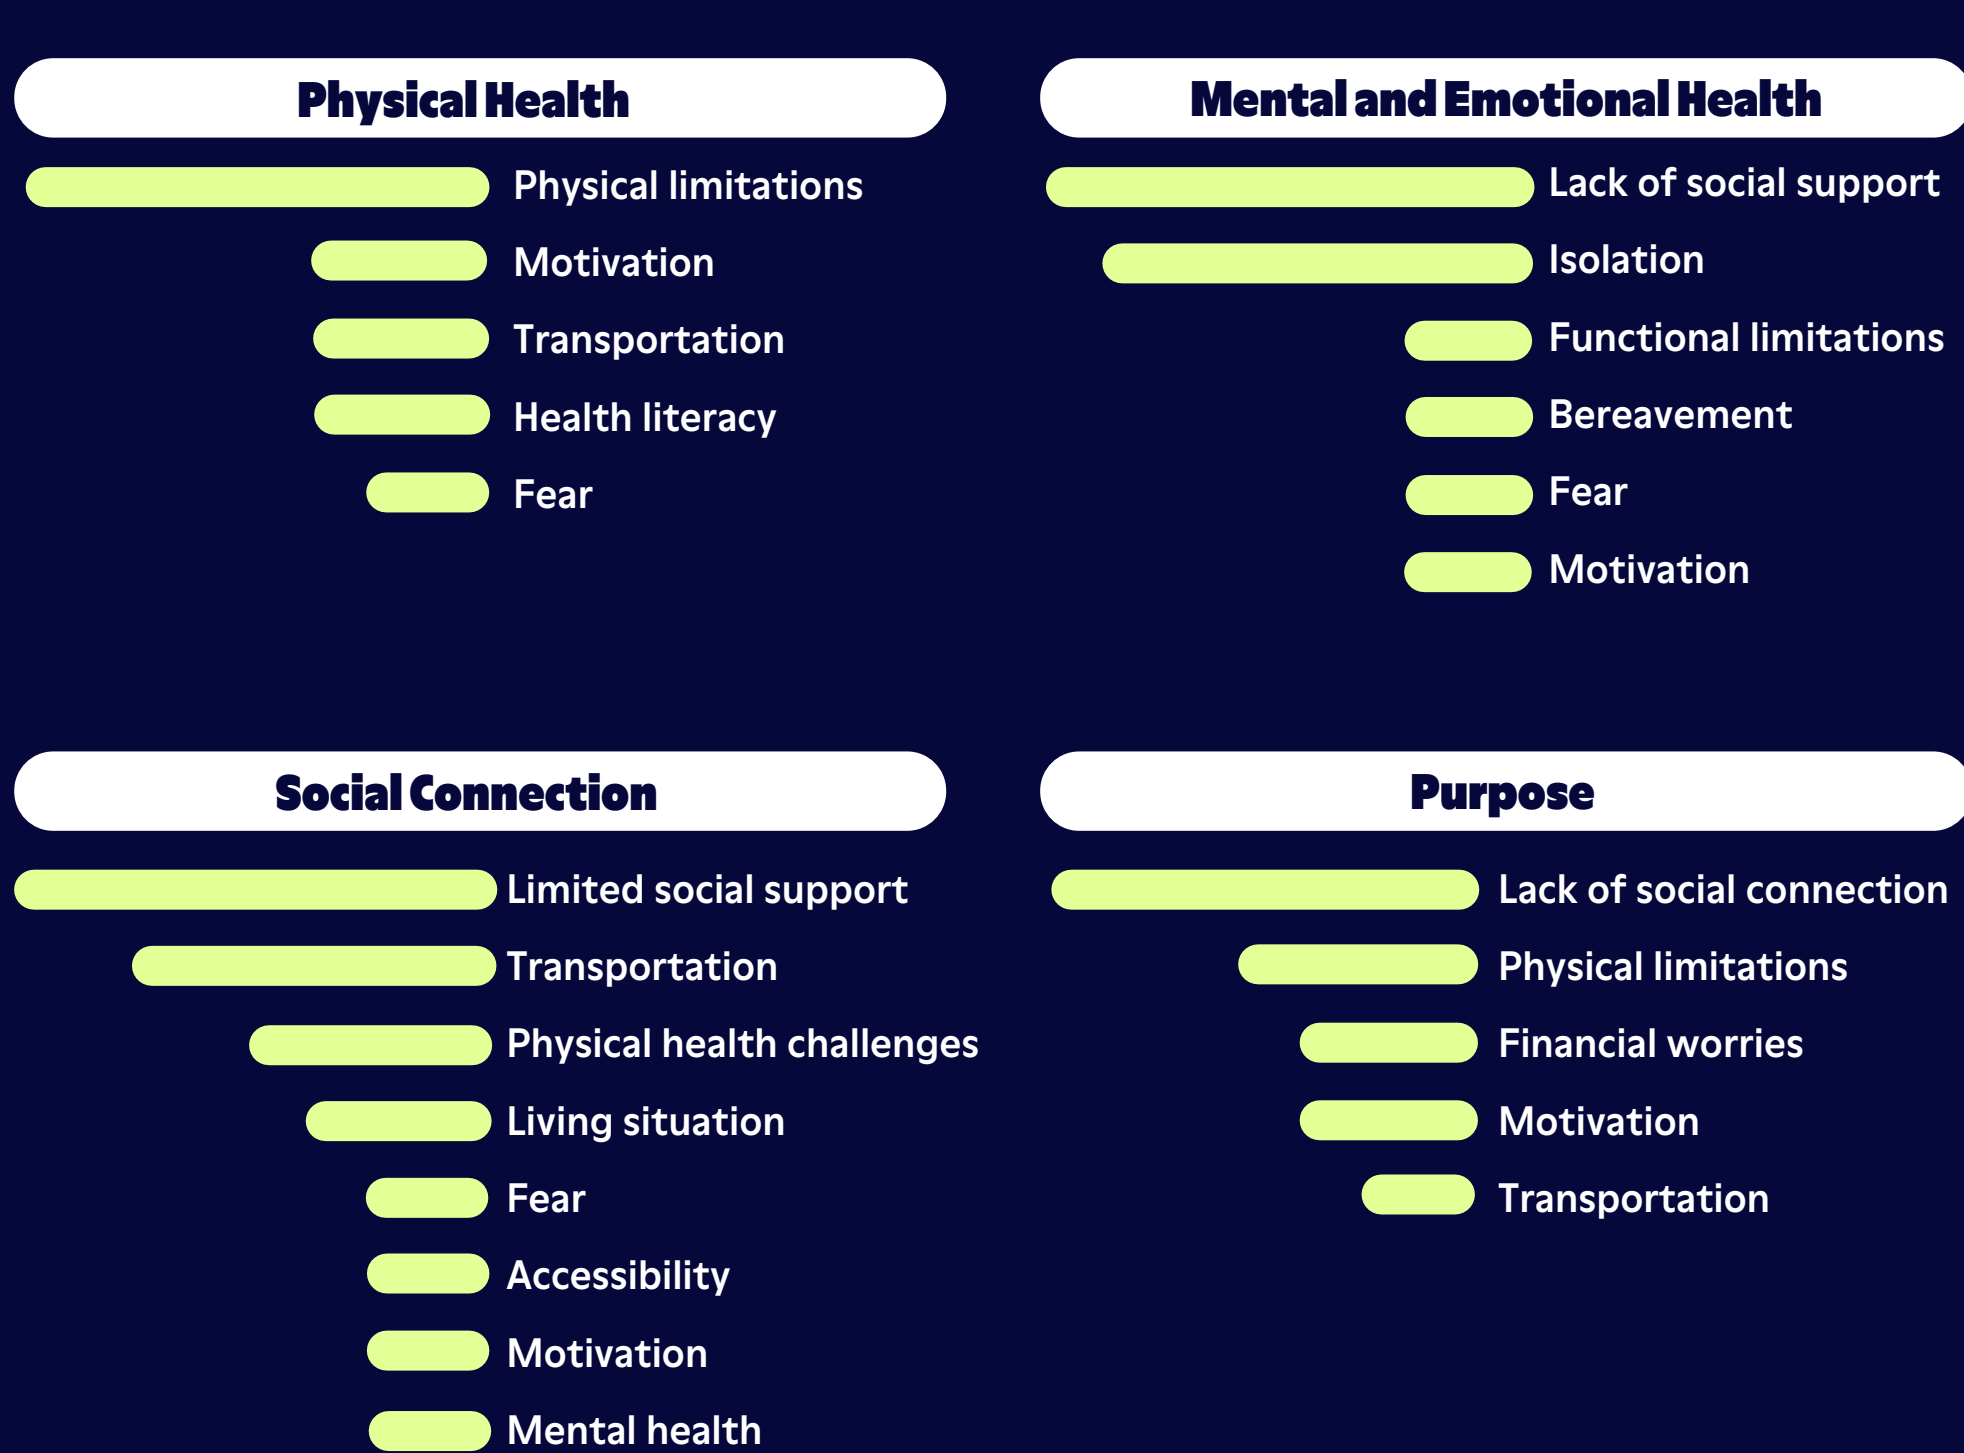 Physical Health
Physical limitations
Motivation
Transportation
Health literacy
Fear
Mental and Emotional Health
Lack of social support
Isolation
Functional limitations
Bereavement
Fear
Motivation
Social Connection
Limited social support
Transportation
Physical health challenges
Living situation
Fear
Accessibility
Motivation
Mental health
Purpose
Lack of social connection
Physical limitations
Financial worries
Motivation
Transportation